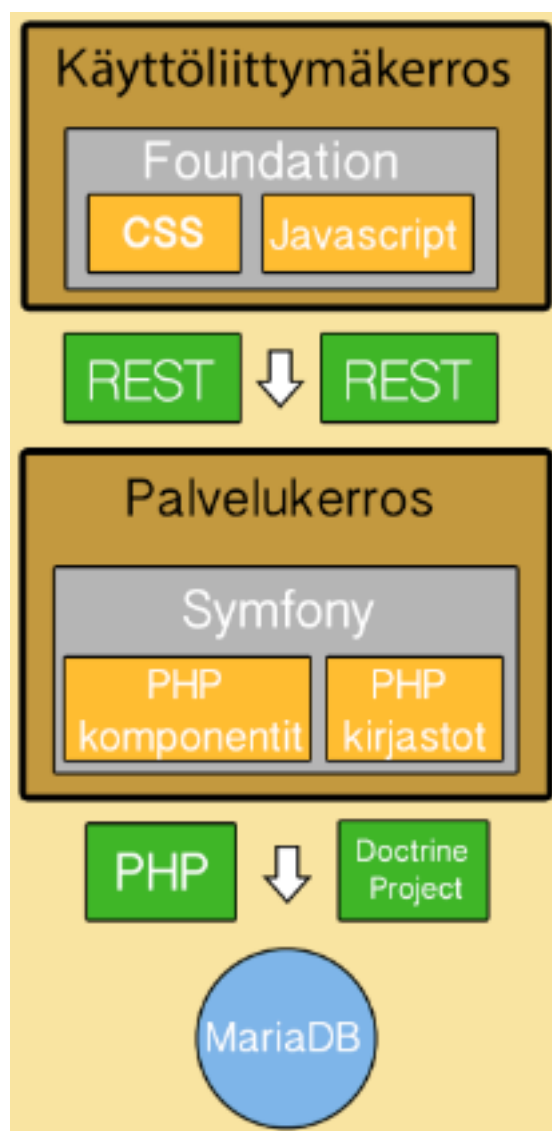 Käyttöliittymäkerros
Foundation
CSS
Javascript
REST
REST
Palvelukerros
Symfony
PHP
komponentit
PHP
kirjastot
PHP
Doctrine
Project
MariaDB